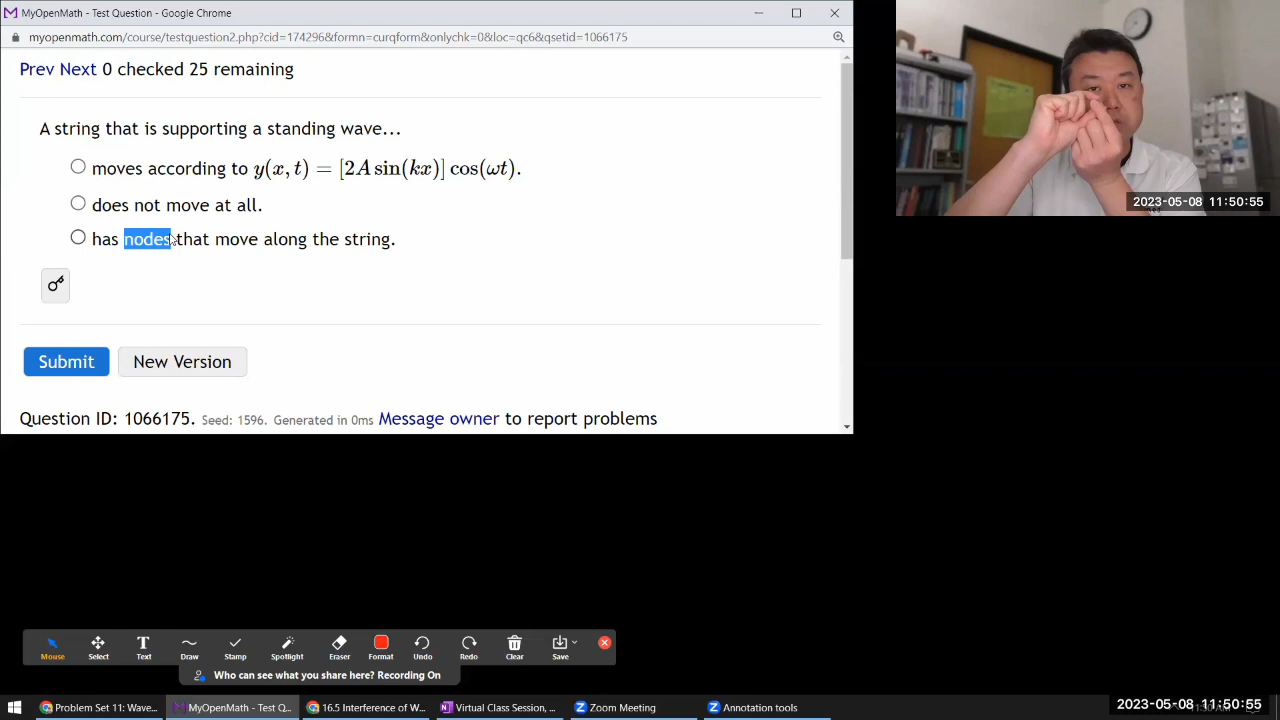 MyOpenMath - Test Question - Google Chrome
myopenmath.com/course/testquestion2.php?cid=174296&formn=curqform&onlychk=0&loc=qc6&qsetid=1066175
Prev Next 0 checked 25 remaining
A string that is supporting a standing wave...
moves according to y(x, t) = [2A sin(kx)] cos(ωt).
does not move at all.
has nodes that move along the string.
Submit New Version
Question ID: 1066175. Seed: 1596. Generated in 0ms Message owner to report problems
2023-05-08 11:50:55
Mouse Select Text Draw Stamp Spotlight Eraser Format Undo Redo Clear Save
Who can see what you share here? Recording On
Problem Set 11: Wave... MyOpenMath - Test Q... 16.5 Interference of W... Virtual Class Session, ... Zoom Meeting Annotation tools 2023-05-08 11:50:55